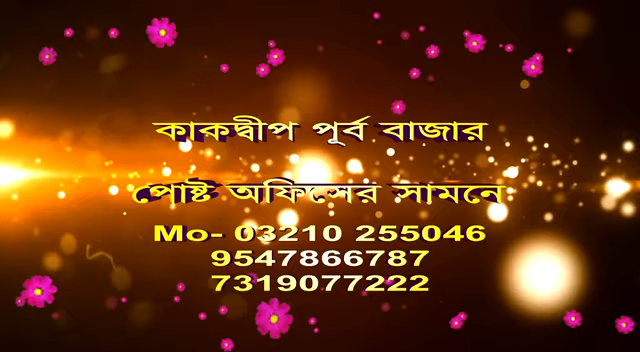 কাকদ্বীপ পূর্ব বাজার
পোষ্ট অফিসের সামনে
Mo- 03210 255046
9547866787
7319077222